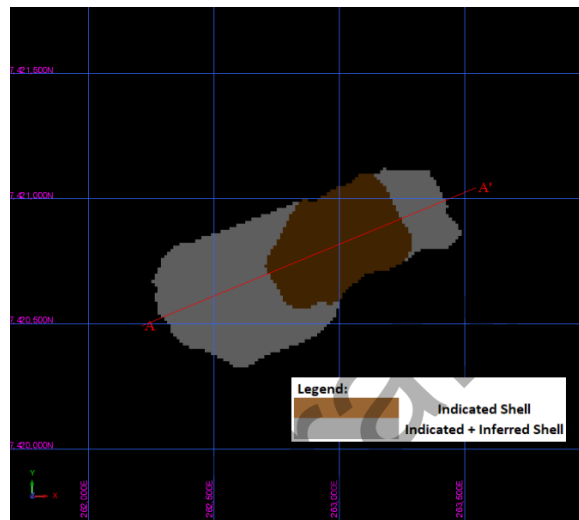 7,421,500N
A'
7,421,000N
7,420,500N
A
Legend:
Indicated Shell
Indicated + Inferred Shell
7,420,000N
Y
X
262,000E
262,500E
263,000E
263,500E